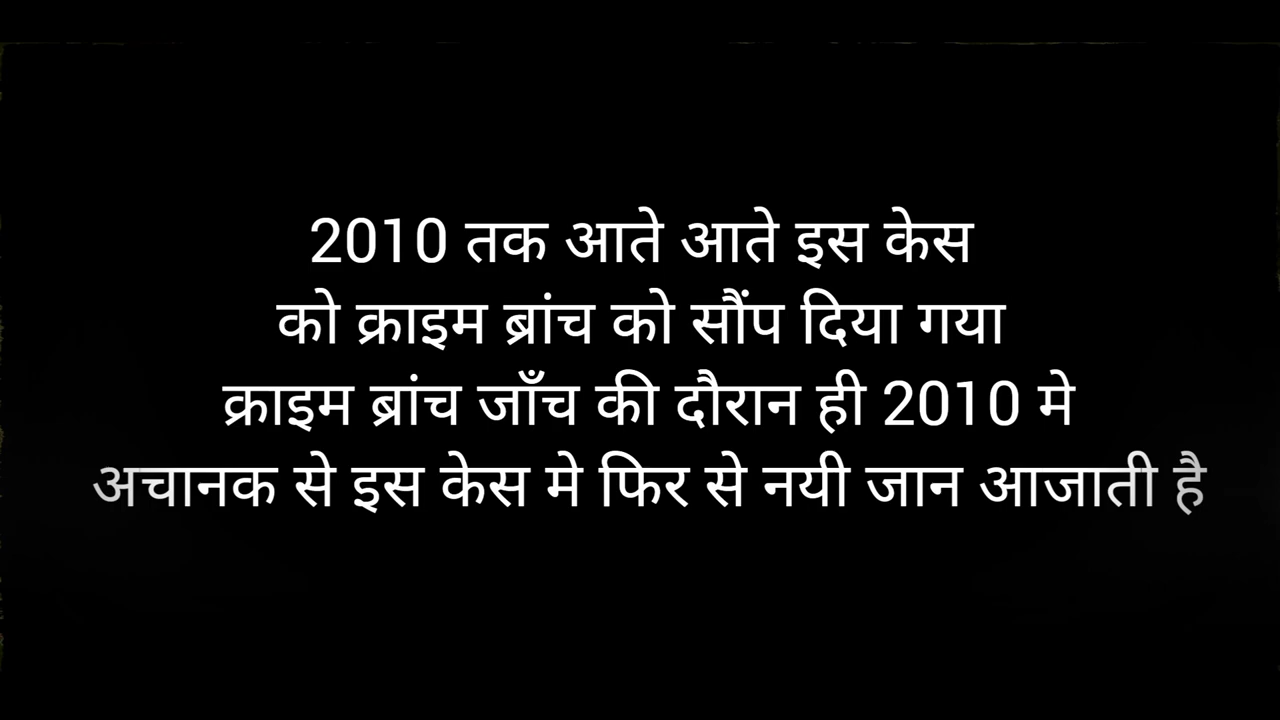 2010 तक आते आते इस केस
को क्राइम ब्रांच को सौंप दिया गया
क्राइम ब्रांच जाँच की दौरान ही 2010 मे
अचानक से इस केस मे फिर से नयी जान आजाती है